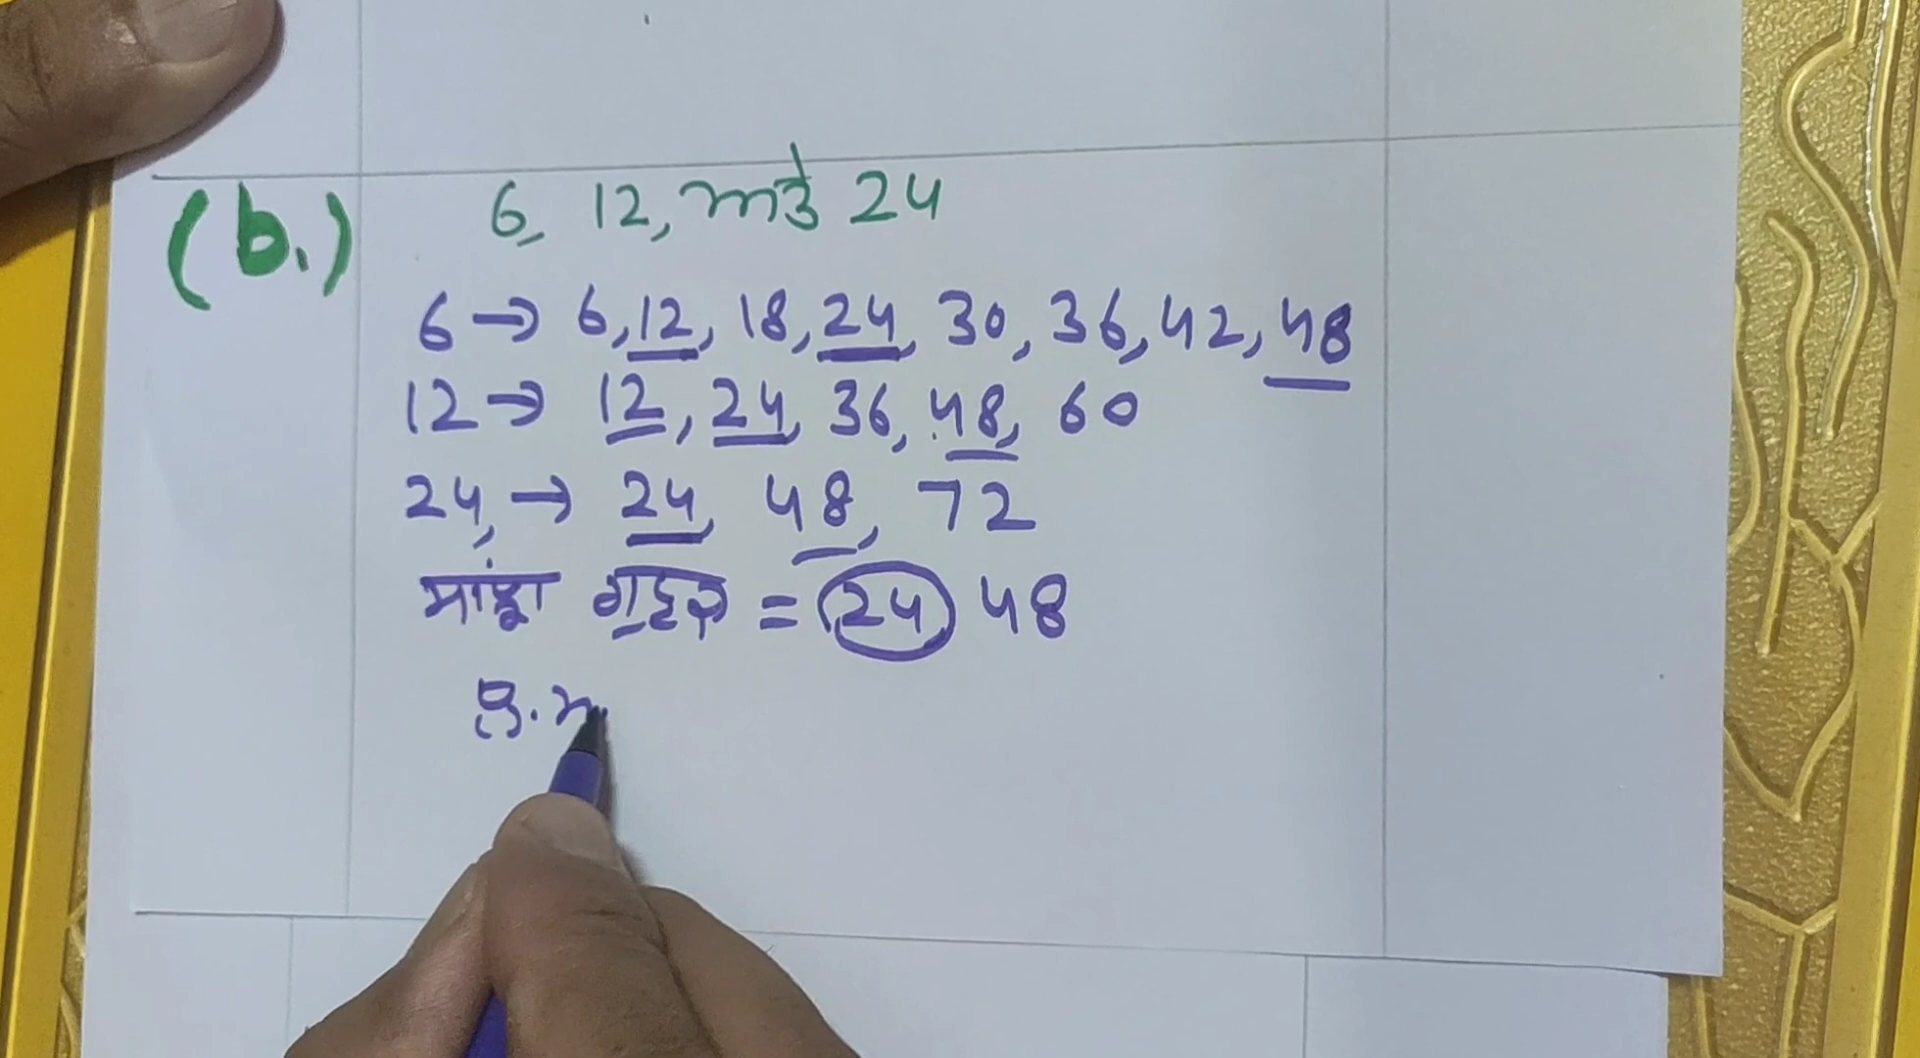 (b.) 6, 12, ਅਤੇ 24
6 → 6, 12, 18, 24, 30, 36, 42, 48
12 → 12, 24, 36, 48, 60
24, → 24, 48, 72
ਸਾਂਝਾ ਗੁਣਜ = 24 48
ਲ.ਸ